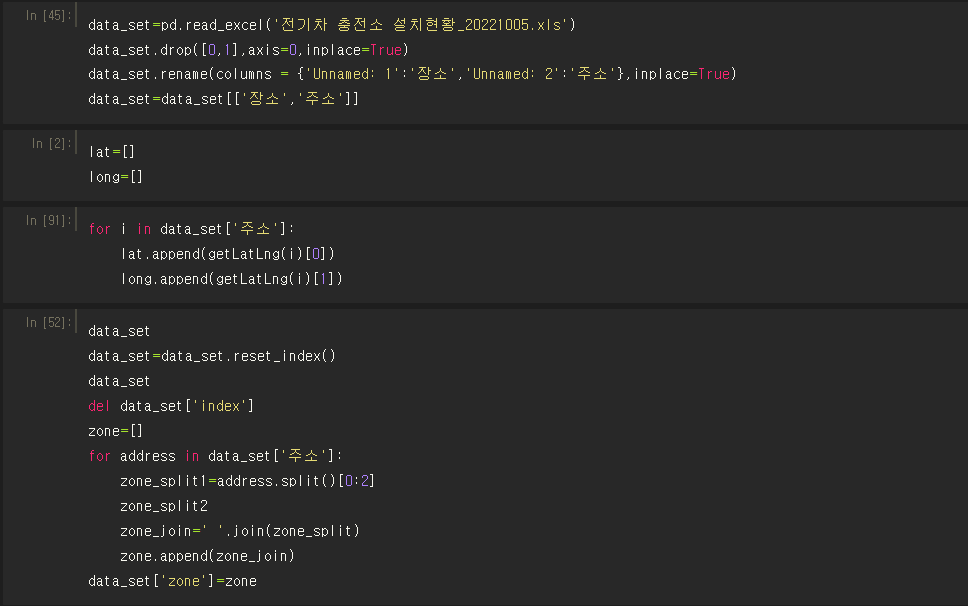 In [45]:
data_set=pd.read_excel('전기차 충전소 설치현황_20221005.xls')
data_set.drop([0,1],axis=0,inplace=True)
data_set.rename(columns = {'Unnamed: 1':'장소','Unnamed: 2':'주소'},inplace=True)
data_set=data_set[['장소','주소']]
In [2]:
lat=[]
long=[]
In [91]:
for i in data_set['주소']:
    lat.append(getLatLng(i)[0])
    long.append(getLatLng(i)[1])
In [52]:
data_set
data_set=data_set.reset_index()
data_set
del data_set['index']
zone=[]
for address in data_set['주소']:
    zone_split1=address.split()[0:2]
    zone_split2
    zone_join=' '.join(zone_split)
    zone.append(zone_join)
data_set['zone']=zone